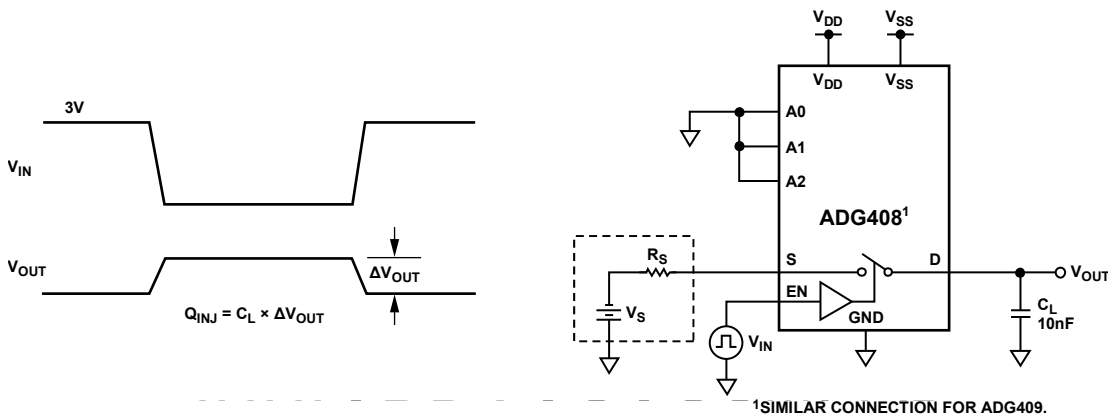 3V
V_IN
V_OUT
ΔV_OUT
Q_INJ = C_L × ΔV_OUT
V_DD
V_SS
V_DD
V_SS
A0
A1
A2
ADG408¹
R_S
S
D
V_OUT
EN
V_S
GND
C_L
10nF
V_IN
¹SIMILAR CONNECTION FOR ADG409.